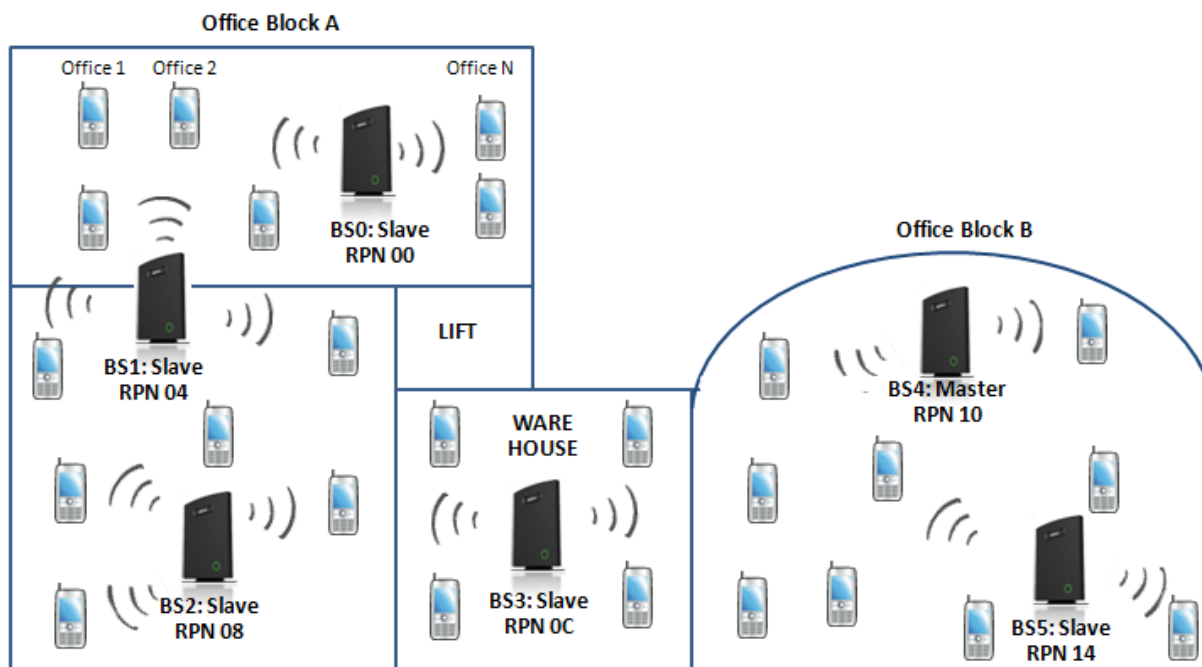 Office Block A
Office 1
Office 2
Office N
BS0: Slave
RPN 00
BS1: Slave
RPN 04
LIFT
BS2: Slave
RPN 08
WARE
HOUSE
BS3: Slave
RPN 0C
Office Block B
BS4: Master
RPN 10
BS5: Slave
RPN 14